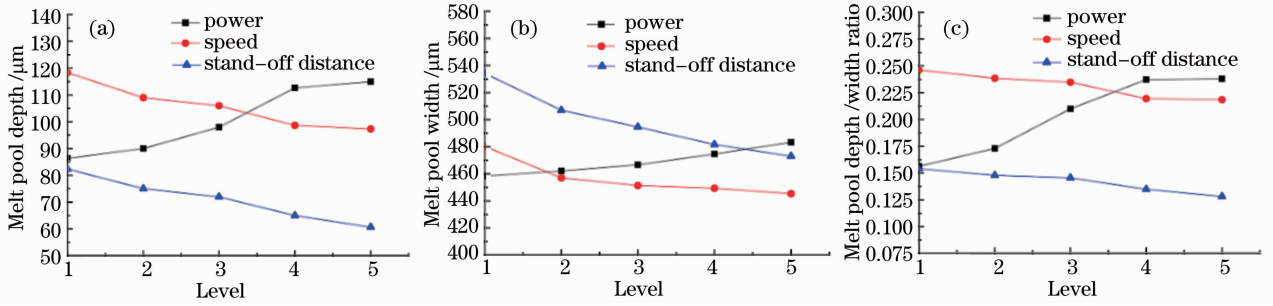 (a)
power
speed
stand-off distance
Melt pool depth /μm
140
130
120
110
100
90
80
70
60
50
1 2 3 4 5
Level
(b)
power
speed
stand-off distance
Melt pool width /μm
580
560
540
520
500
480
460
440
420
400
1 2 3 4 5
Level
(c)
power
speed
stand-off distance
Melt pool depth /width ratio
0.300
0.275
0.250
0.225
0.200
0.175
0.150
0.125
0.100
0.075
1 2 3 4 5
Level